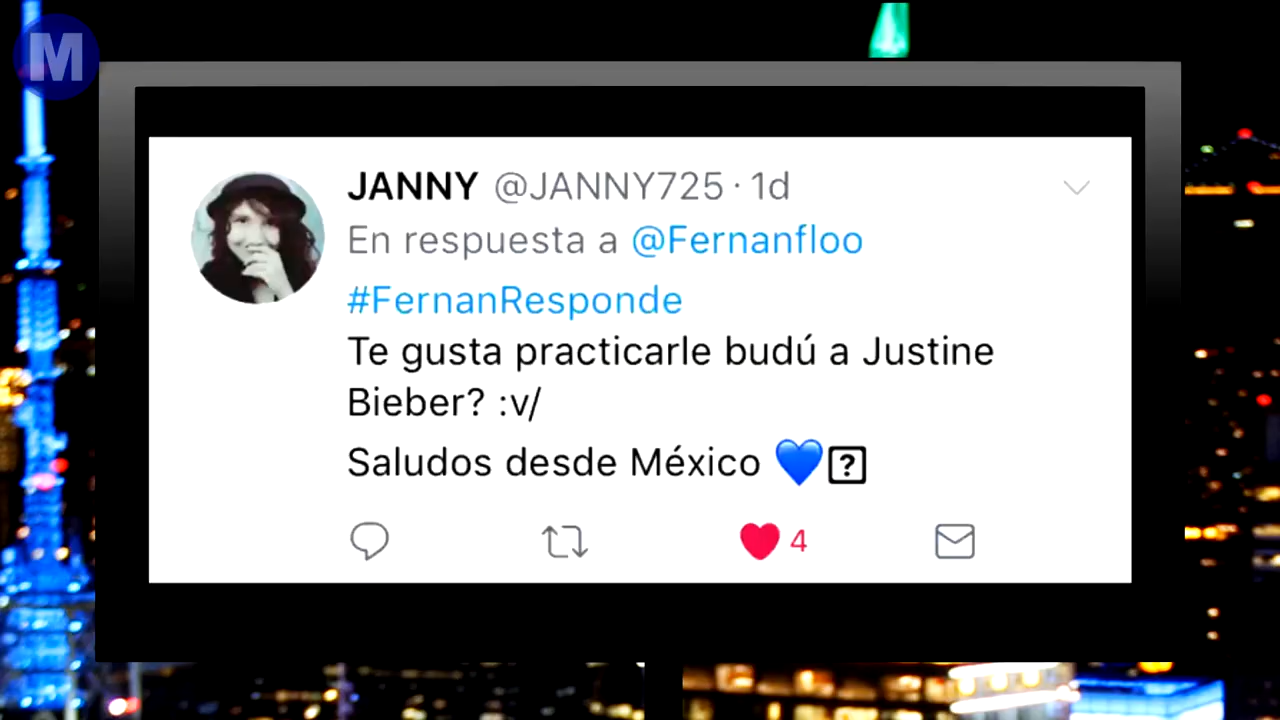 M
JANNY @JANNY725 · 1d
En respuesta a @Fernanfloo
#FernanResponde
Te gusta practicarle budú a Justine
Bieber? :v/
Saludos desde México 💙⍰
4